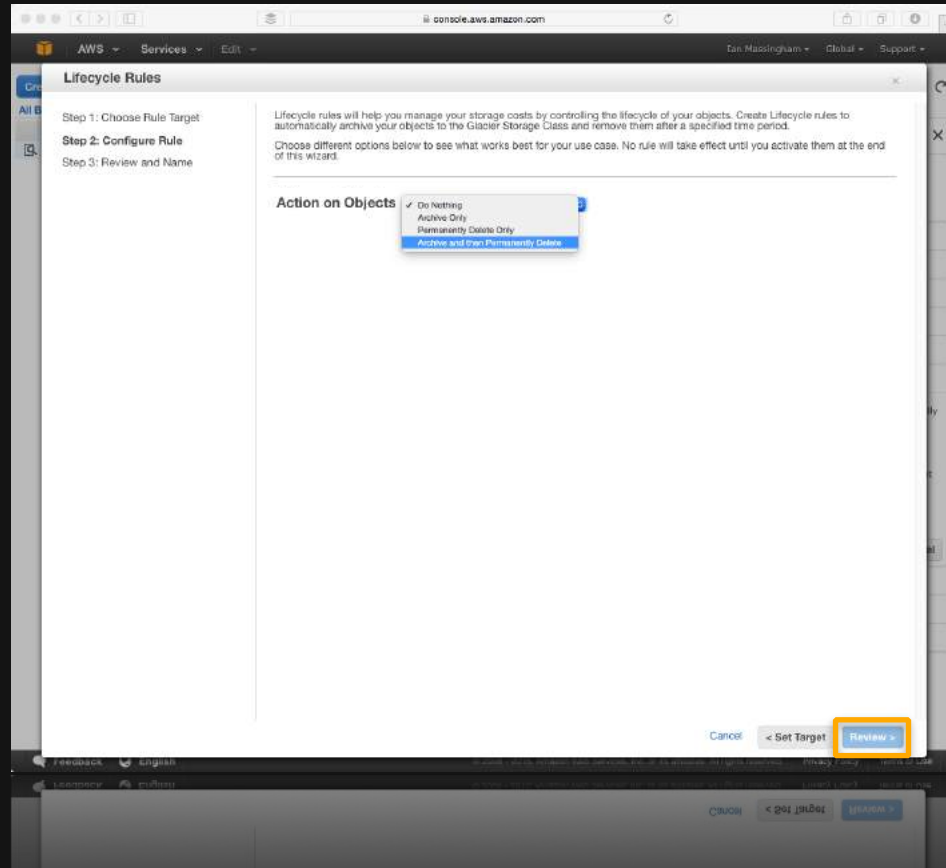 console.aws.amazon.com
AWS Services Edit Ian Massingham Global Support
Cre
Lifecycle Rules
All B
Step 1: Choose Rule Target
Step 2: Configure Rule
Step 3: Review and Name
Lifecycle rules will help you manage your storage costs by controlling the lifecycle of your objects. Create Lifecycle rules to
automatically archive your objects to the Glacier Storage Class and remove them after a specified time period.
Choose different options below to see what works best for your use case. No rule will take effect until you activate them at the end
of this wizard.
Action on Objects
✓ Do Nothing
Archive Only
Permanently Delete Only
Archive and then Permanently Delete
lly
el
Cancel < Set Target Review >
Feedback English Privacy Policy Terms of Use